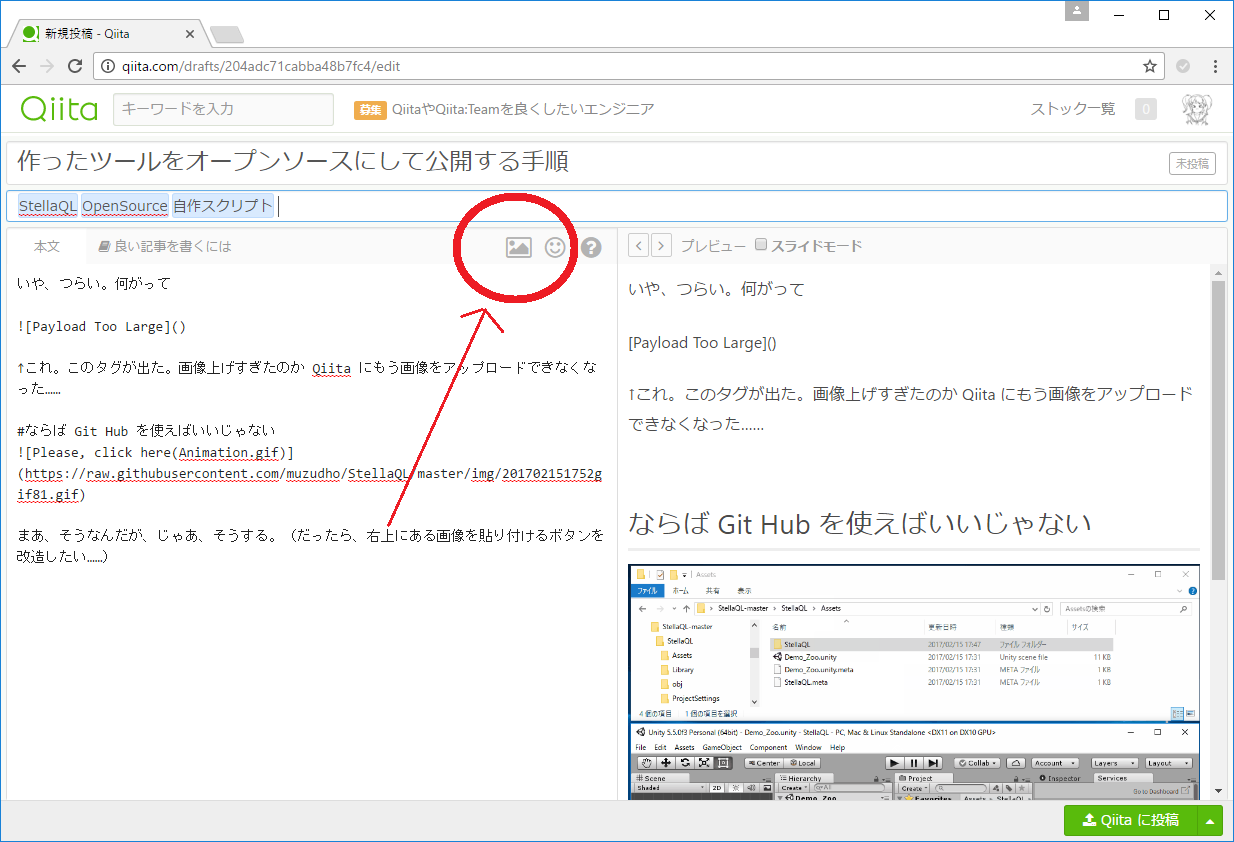 新規投稿 - Qiita
qiita.com/drafts/204adc71cabba48b7fc4/edit
Qiita キーワードを入力 募集 QiitaやQiita:Teamを良くしたいエンジニア ストック一覧 0
作ったツールをオープンソースにして公開する手順 未投稿
StellaQL OpenSource 自作スクリプト
本文 良い記事を書くには
いや、つらい。何がって
![Payload Too Large]()
↑これ。このタグが出た。画像上げすぎたのか Qiita にもう画像をアップロードできなくな
った……
#ならば Git Hub を使えばいいじゃない
![Please, click here(Animation.gif)]
(https://raw.githubusercontent.com/muzudho/StellaQL/master/img/201702151752g
if81.gif)
まあ、そうなんだが、じゃあ、そうする。（だったら、右上にある画像を貼り付けるボタンを
改造したい……）
プレビュー スライドモード
いや、つらい。何がって
[Payload Too Large]()
↑これ。このタグが出た。画像上げすぎたのか Qiita にもう画像をアップロード
できなくなった……
ならば Git Hub を使えばいいじゃない
Assets
ファイル ホーム 共有 表示
StellaQL-master > StellaQL > Assets Assetsの検索
StellaQL-master
StellaQL
Assets
Library
obj
ProjectSettings
名前 更新日時 種類 サイズ
StellaQL 2017/02/15 17:47 ファイル フォルダー
Demo_Zoo.unity 2017/02/15 17:31 Unity scene file 11 KB
Demo_Zoo.unity.meta 2017/02/15 17:31 META ファイル 1 KB
StellaQL.meta 2017/02/15 17:31 META ファイル 1 KB
4 個の項目 1 個の項目を選択
Unity 5.5.0f3 Personal (64bit) - Demo_Zoo.unity - StellaQL - PC, Mac & Linux Standalone <DX11 on DX10 GPU>
File Edit Assets GameObject Component Window Help
Center Local Collab Account Layers Layout
Scene Hierarchy Project Inspector Services
Shaded 2D Create All Create Go to Dashboard
Demo_Zoo Favorites Assets > StellaQL
Qiita に投稿